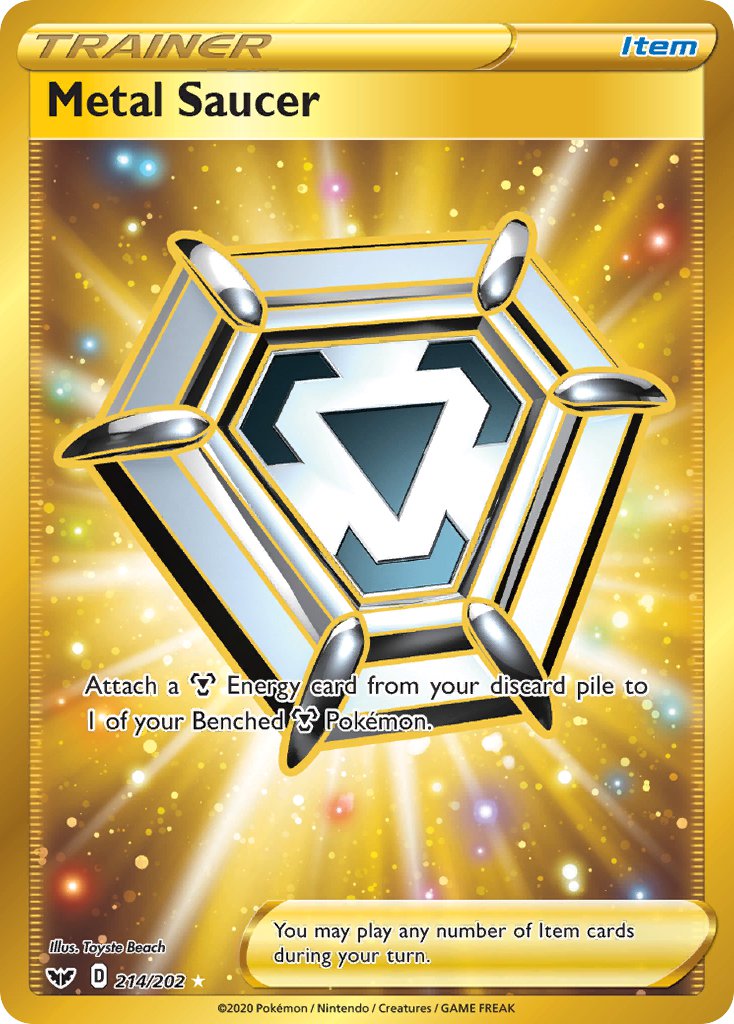 TRAINER
Item
Metal Saucer
Attach a Energy card from your discard pile to
1 of your Benched Pokémon.
You may play any number of Item cards
during your turn.
Illus. Toyste Beach
D 214/202
©2020 Pokémon / Nintendo / Creatures / GAME FREAK